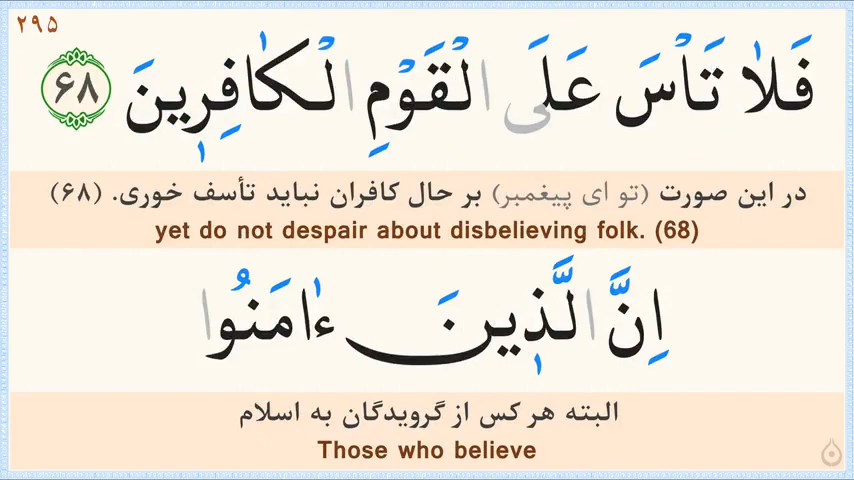 ۲۹۵
فَلَا تَأْسَ عَلَى الْقَوْمِ الْكَافِرِينَ ۶۸
در این صورت (تو ای پیغمبر) بر حال کافران نباید تأسف خوری. (۶۸)
yet do not despair about disbelieving folk. (68)
اِنَّ الَّذِينَ ءَامَنُوا
البته هر کس از گرویدگان به اسلام
Those who believe